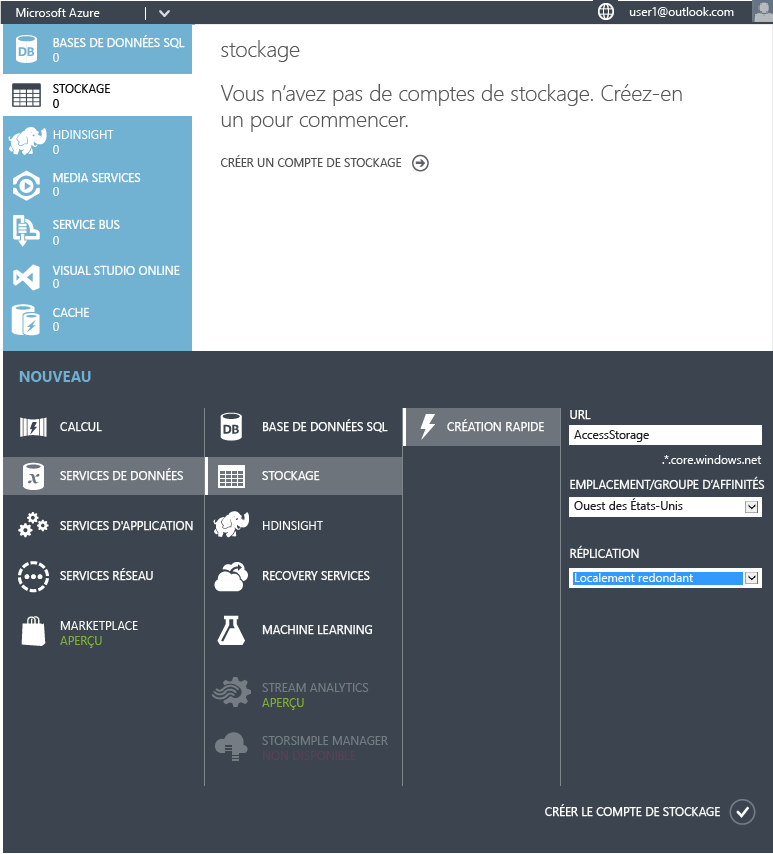 Microsoft Azure
user1@outlook.com
BASES DE DONNÉES SQL
0
STOCKAGE
0
HDINSIGHT
0
MEDIA SERVICES
0
SERVICE BUS
0
VISUAL STUDIO ONLINE
0
CACHE
0
stockage
Vous n’avez pas de comptes de stockage. Créez-en
un pour commencer.
CRÉER UN COMPTE DE STOCKAGE
NOUVEAU
CALCUL
SERVICES DE DONNÉES
SERVICES D'APPLICATION
SERVICES RÉSEAU
MARKETPLACE
APERÇU
DB
BASE DE DONNÉES SQL
STOCKAGE
HDINSIGHT
RECOVERY SERVICES
MACHINE LEARNING
STREAM ANALYTICS
APERÇU
STORSIMPLE MANAGER
NON DISPONIBLE
CRÉATION RAPIDE
URL
AccessStorage
.*.core.windows.net
EMPLACEMENT/GROUPE D'AFFINITÉS
Ouest des États-Unis
RÉPLICATION
Localement redondant
CRÉER LE COMPTE DE STOCKAGE